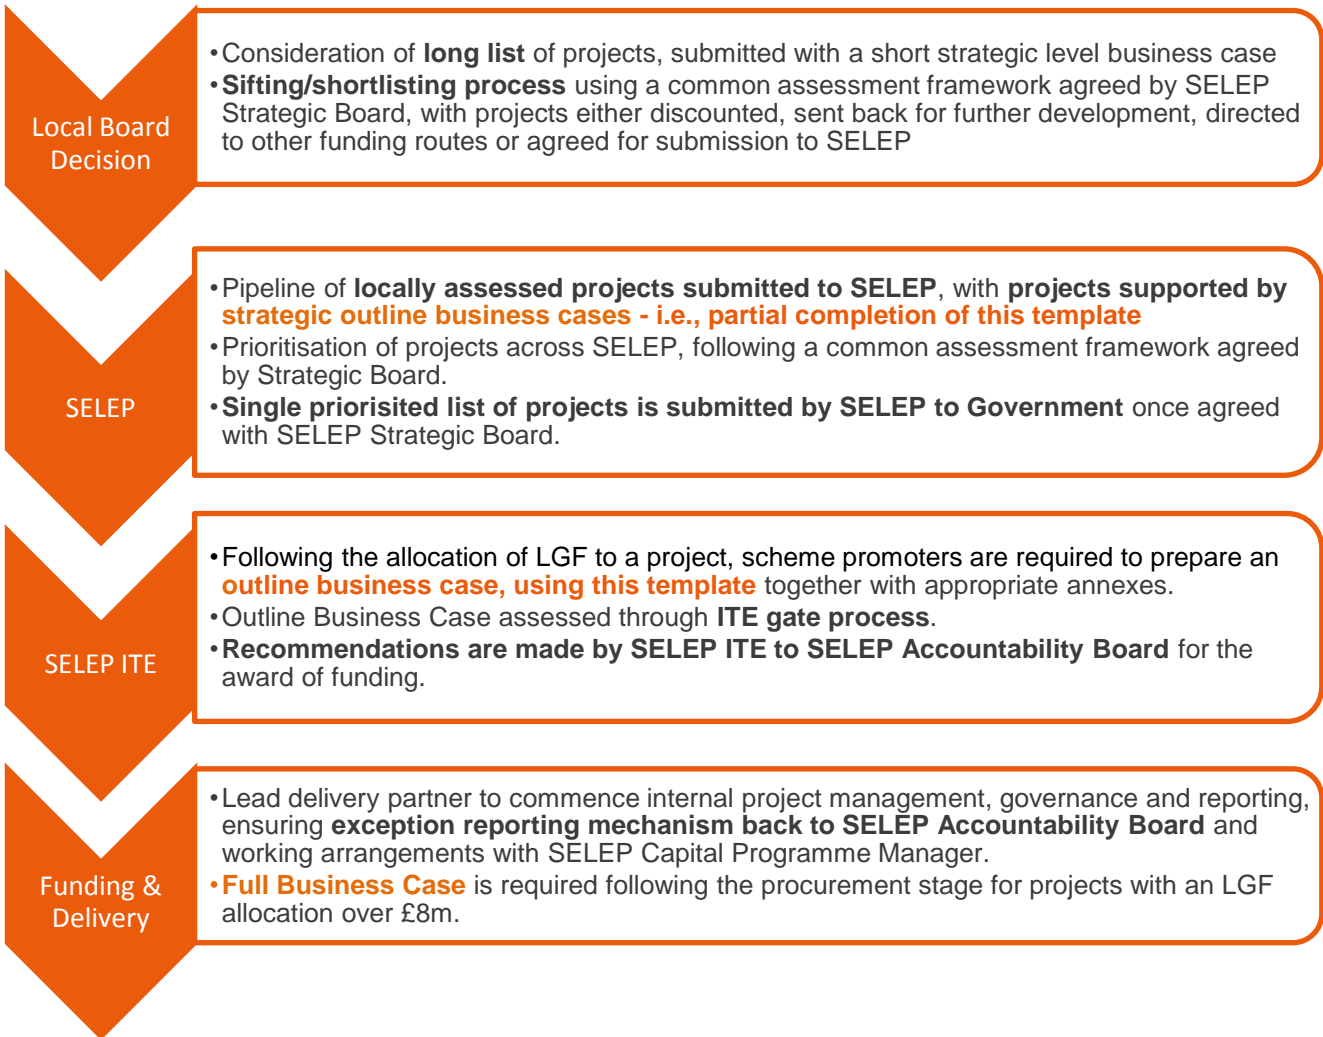 Local Board
Decision
•Consideration of long list of projects, submitted with a short strategic level business case
•Sifting/shortlisting process using a common assessment framework agreed by SELEP
Strategic Board, with projects either discounted, sent back for further development, directed
to other funding routes or agreed for submission to SELEP
SELEP
•Pipeline of locally assessed projects submitted to SELEP, with projects supported by
strategic outline business cases - i.e., partial completion of this template
•Prioritisation of projects across SELEP, following a common assessment framework agreed
by Strategic Board.
•Single priorisited list of projects is submitted by SELEP to Government once agreed
with SELEP Strategic Board.
SELEP ITE
•Following the allocation of LGF to a project, scheme promoters are required to prepare an
outline business case, using this template together with appropriate annexes.
•Outline Business Case assessed through ITE gate process.
•Recommendations are made by SELEP ITE to SELEP Accountability Board for the
award of funding.
Funding &
Delivery
•Lead delivery partner to commence internal project management, governance and reporting,
ensuring exception reporting mechanism back to SELEP Accountability Board and
working arrangements with SELEP Capital Programme Manager.
•Full Business Case is required following the procurement stage for projects with an LGF
allocation over £8m.